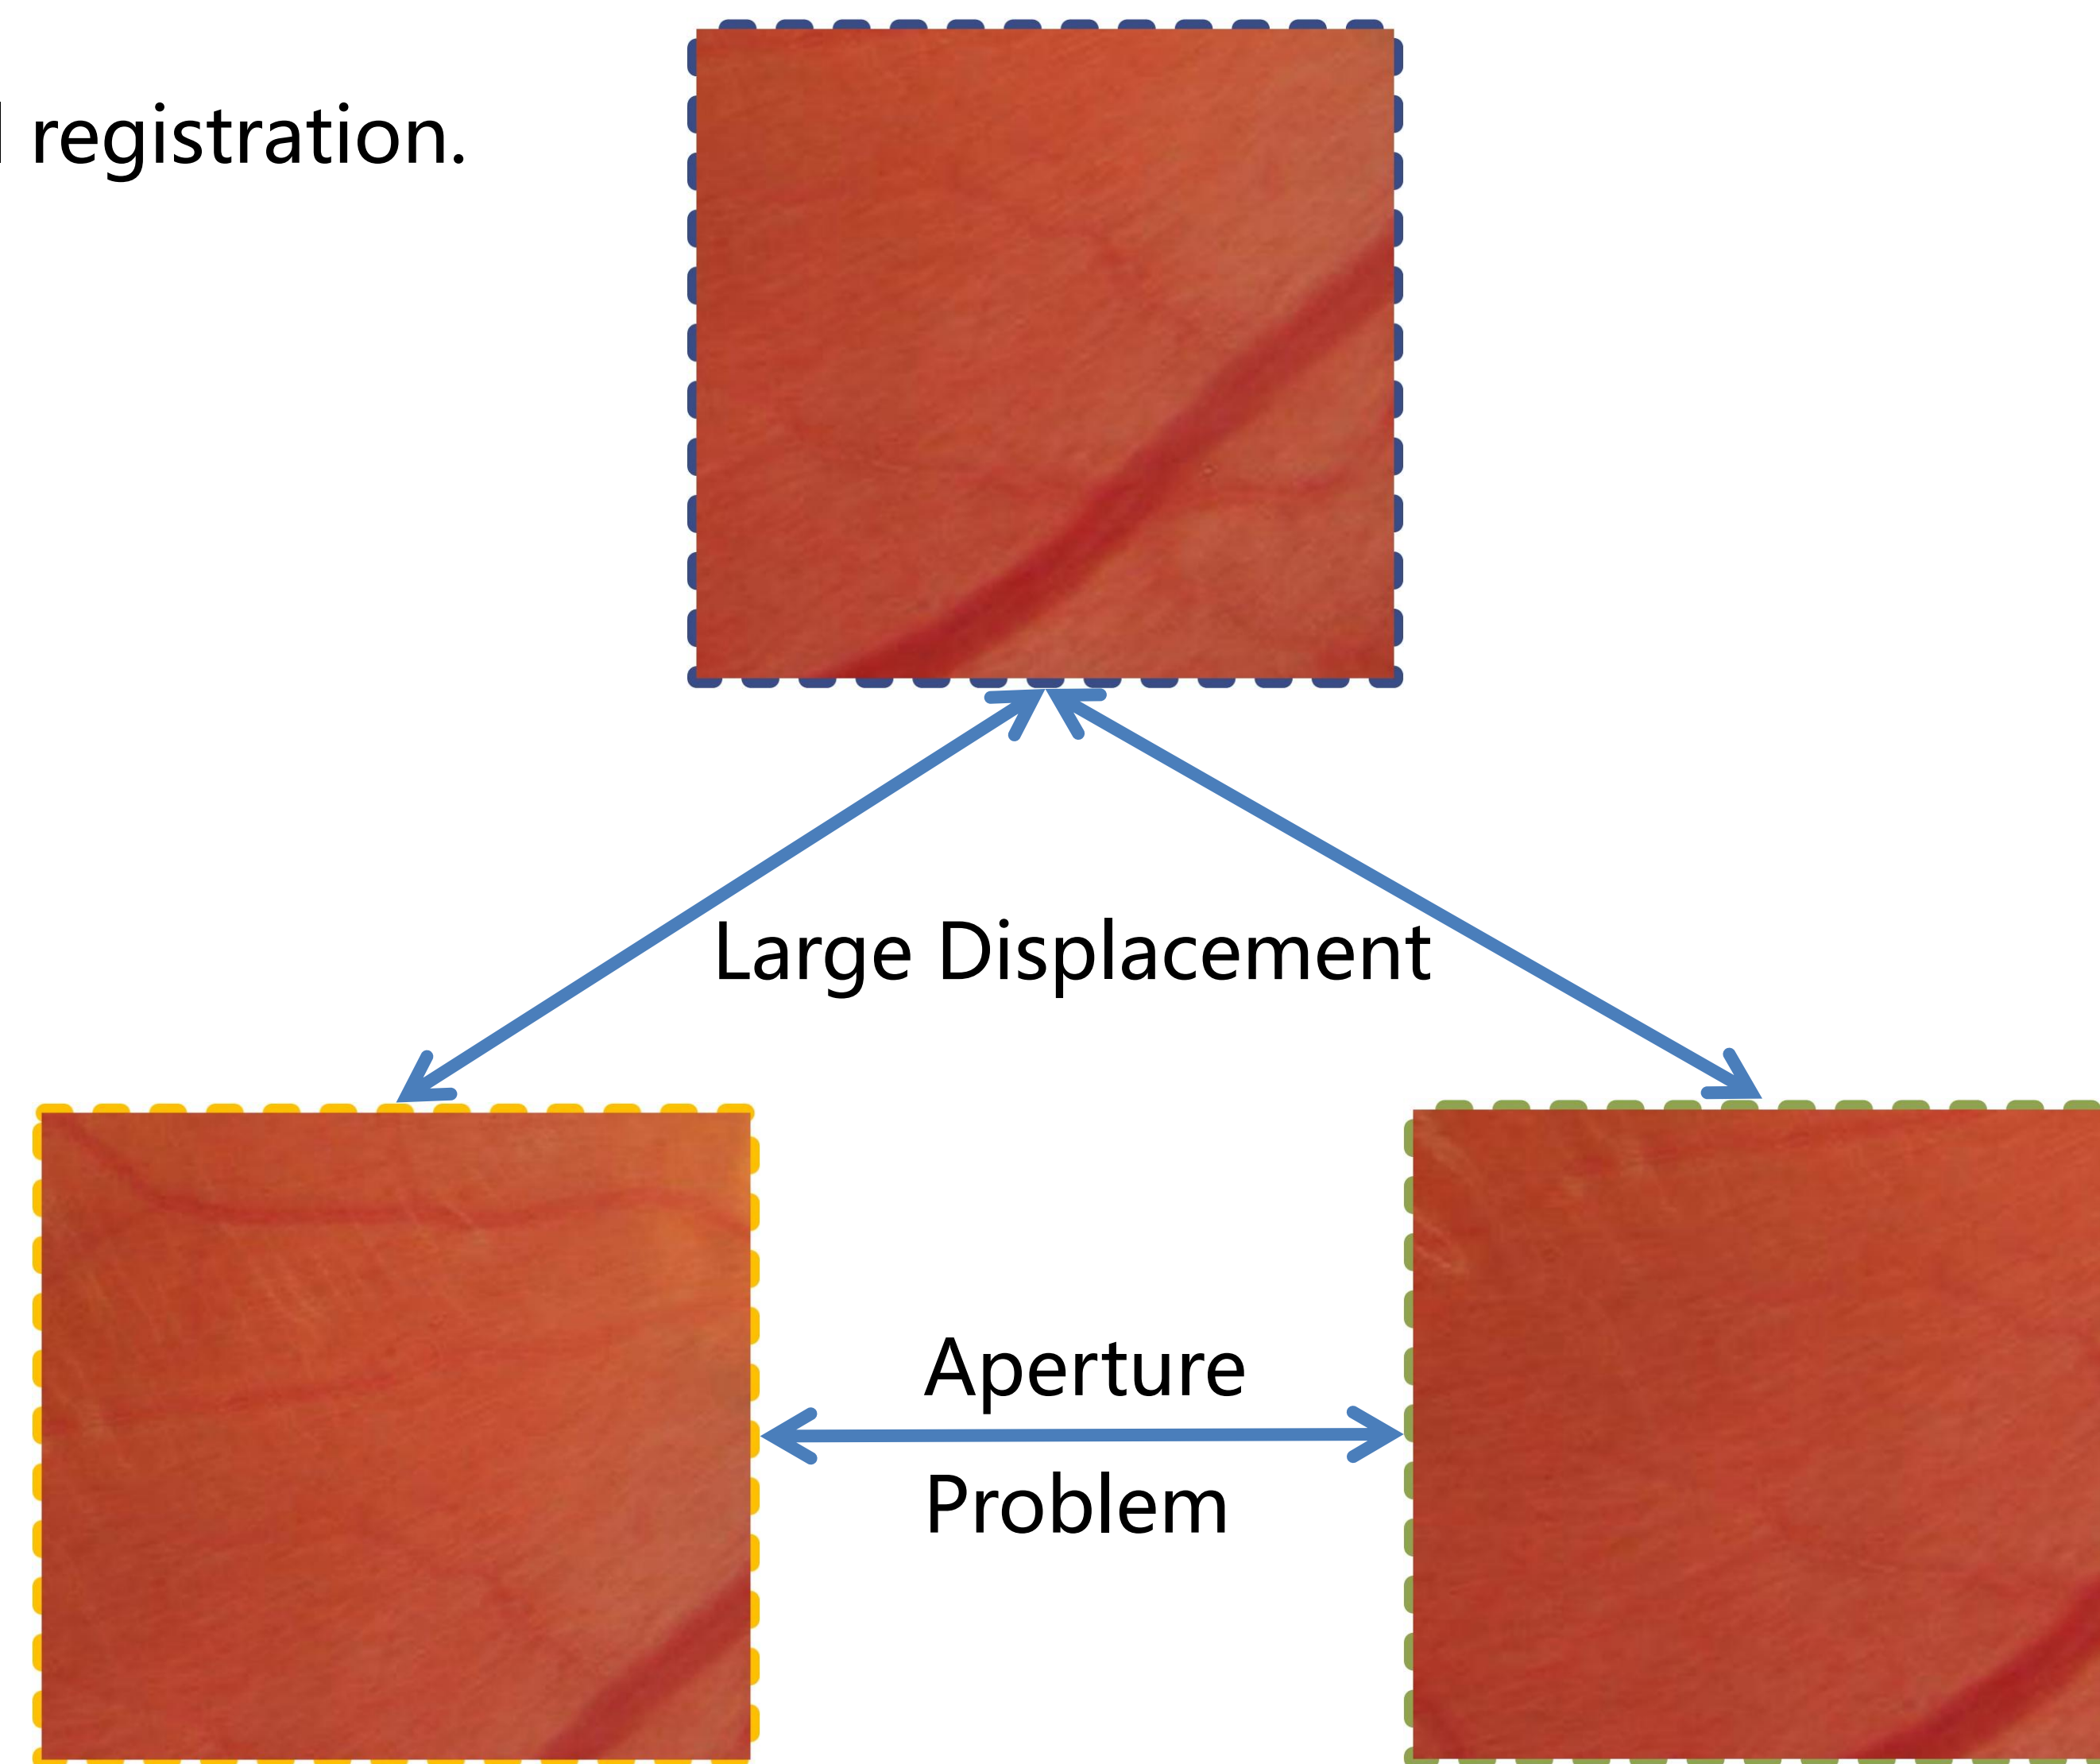 registration.
Large Displacement
Aperture
Problem